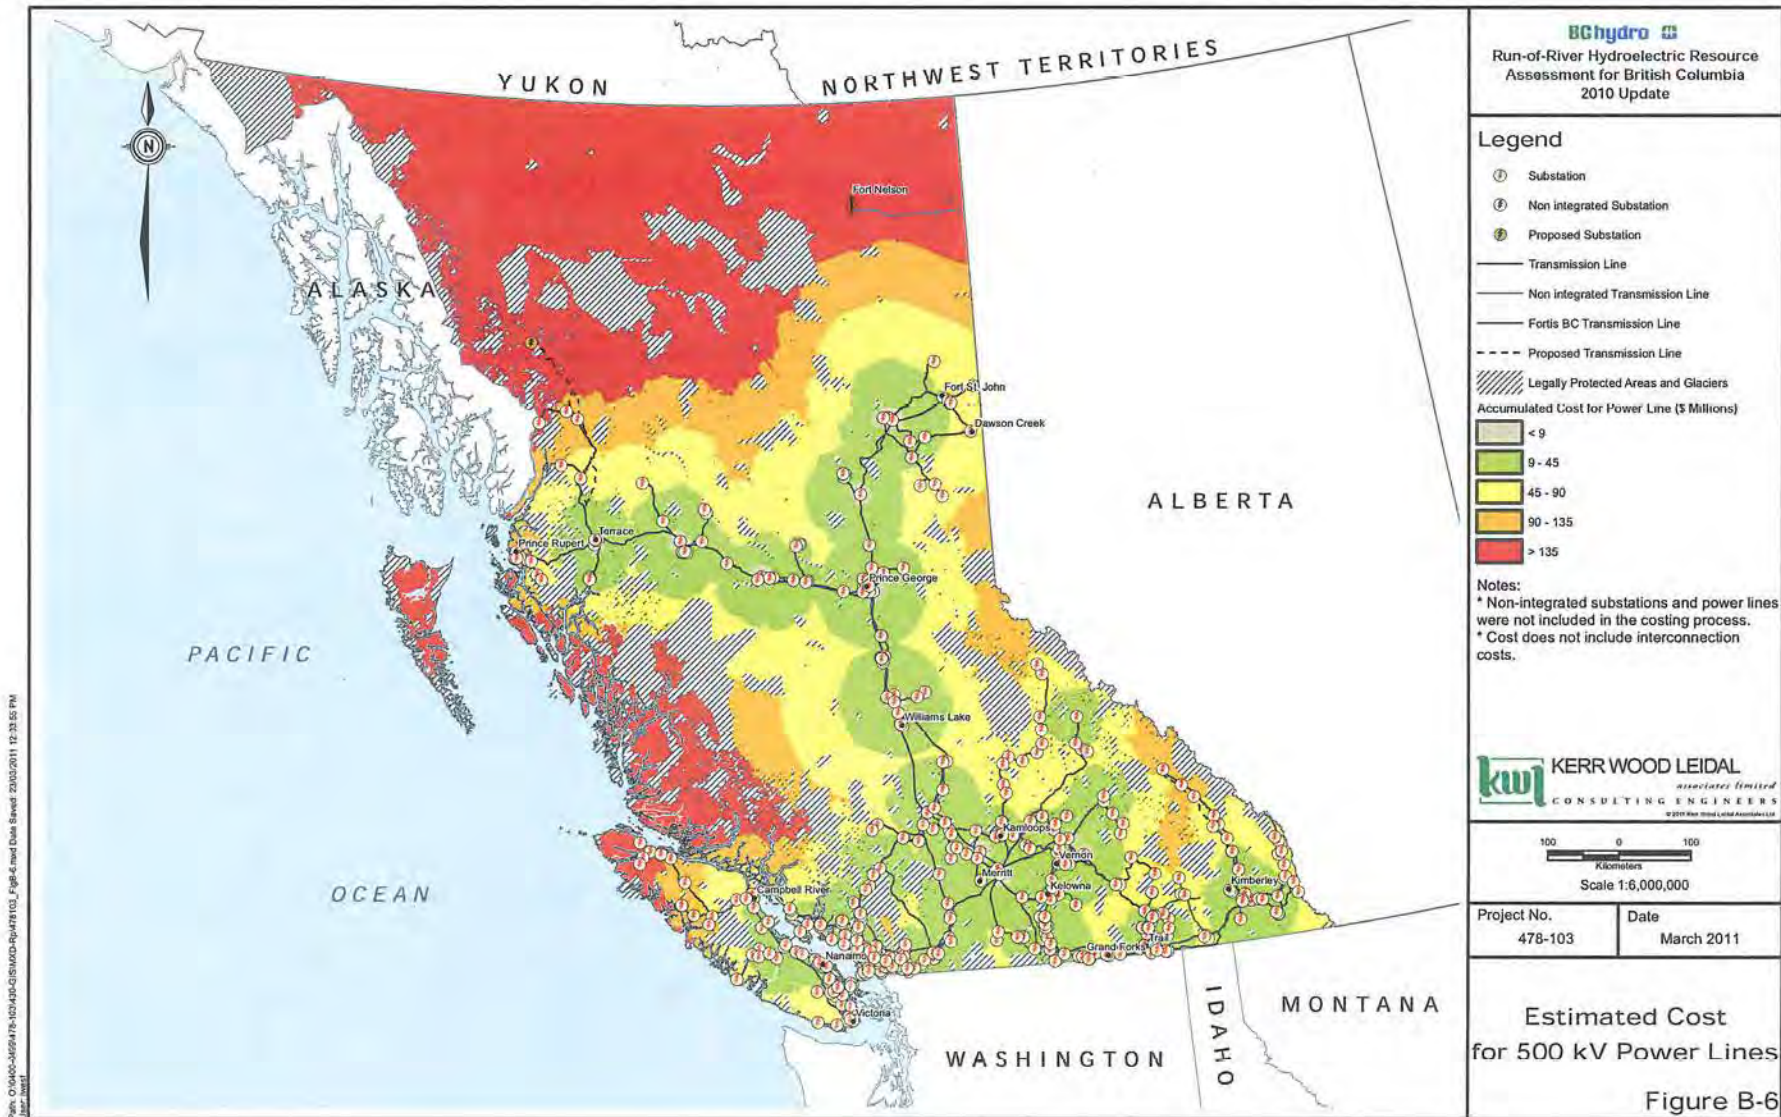 BC hydro
Run-of-River Hydroelectric Resource
Assessment for British Columbia
2010 Update
Legend
Substation
Non integrated Substation
Proposed Substation
Transmission Line
Non integrated Transmission Line
Fortis BC Transmission Line
Proposed Transmission Line
Legally Protected Areas and Glaciers
Accumulated Cost for Power Line ($ Millions)
< 9
9 - 45
45 - 90
90 - 135
> 135
Notes:
* Non-integrated substations and power lines
were not included in the costing process.
* Cost does not include interconnection
costs.
kwl
KERR WOOD LEIDAL
associates limited
CONSULTING ENGINEERS
100 0 100
Kilometers
Scale 1:6,000,000
Project No.
478-103
Date
March 2011
Estimated Cost
for 500 kV Power Lines
Figure B-6
YUKON
NORTHWEST TERRITORIES
N
Fort Nelson
ALASKA
Fort St. John
Dawson Creek
ALBERTA
Terrace
Prince Rupert
Prince George
PACIFIC
Williams Lake
Kamloops
Vernon
Merritt
Kelowna
Kimberley
Campbell River
OCEAN
Grand Forks
Trail
Nanaimo
Victoria
WASHINGTON
IDAHO
MONTANA